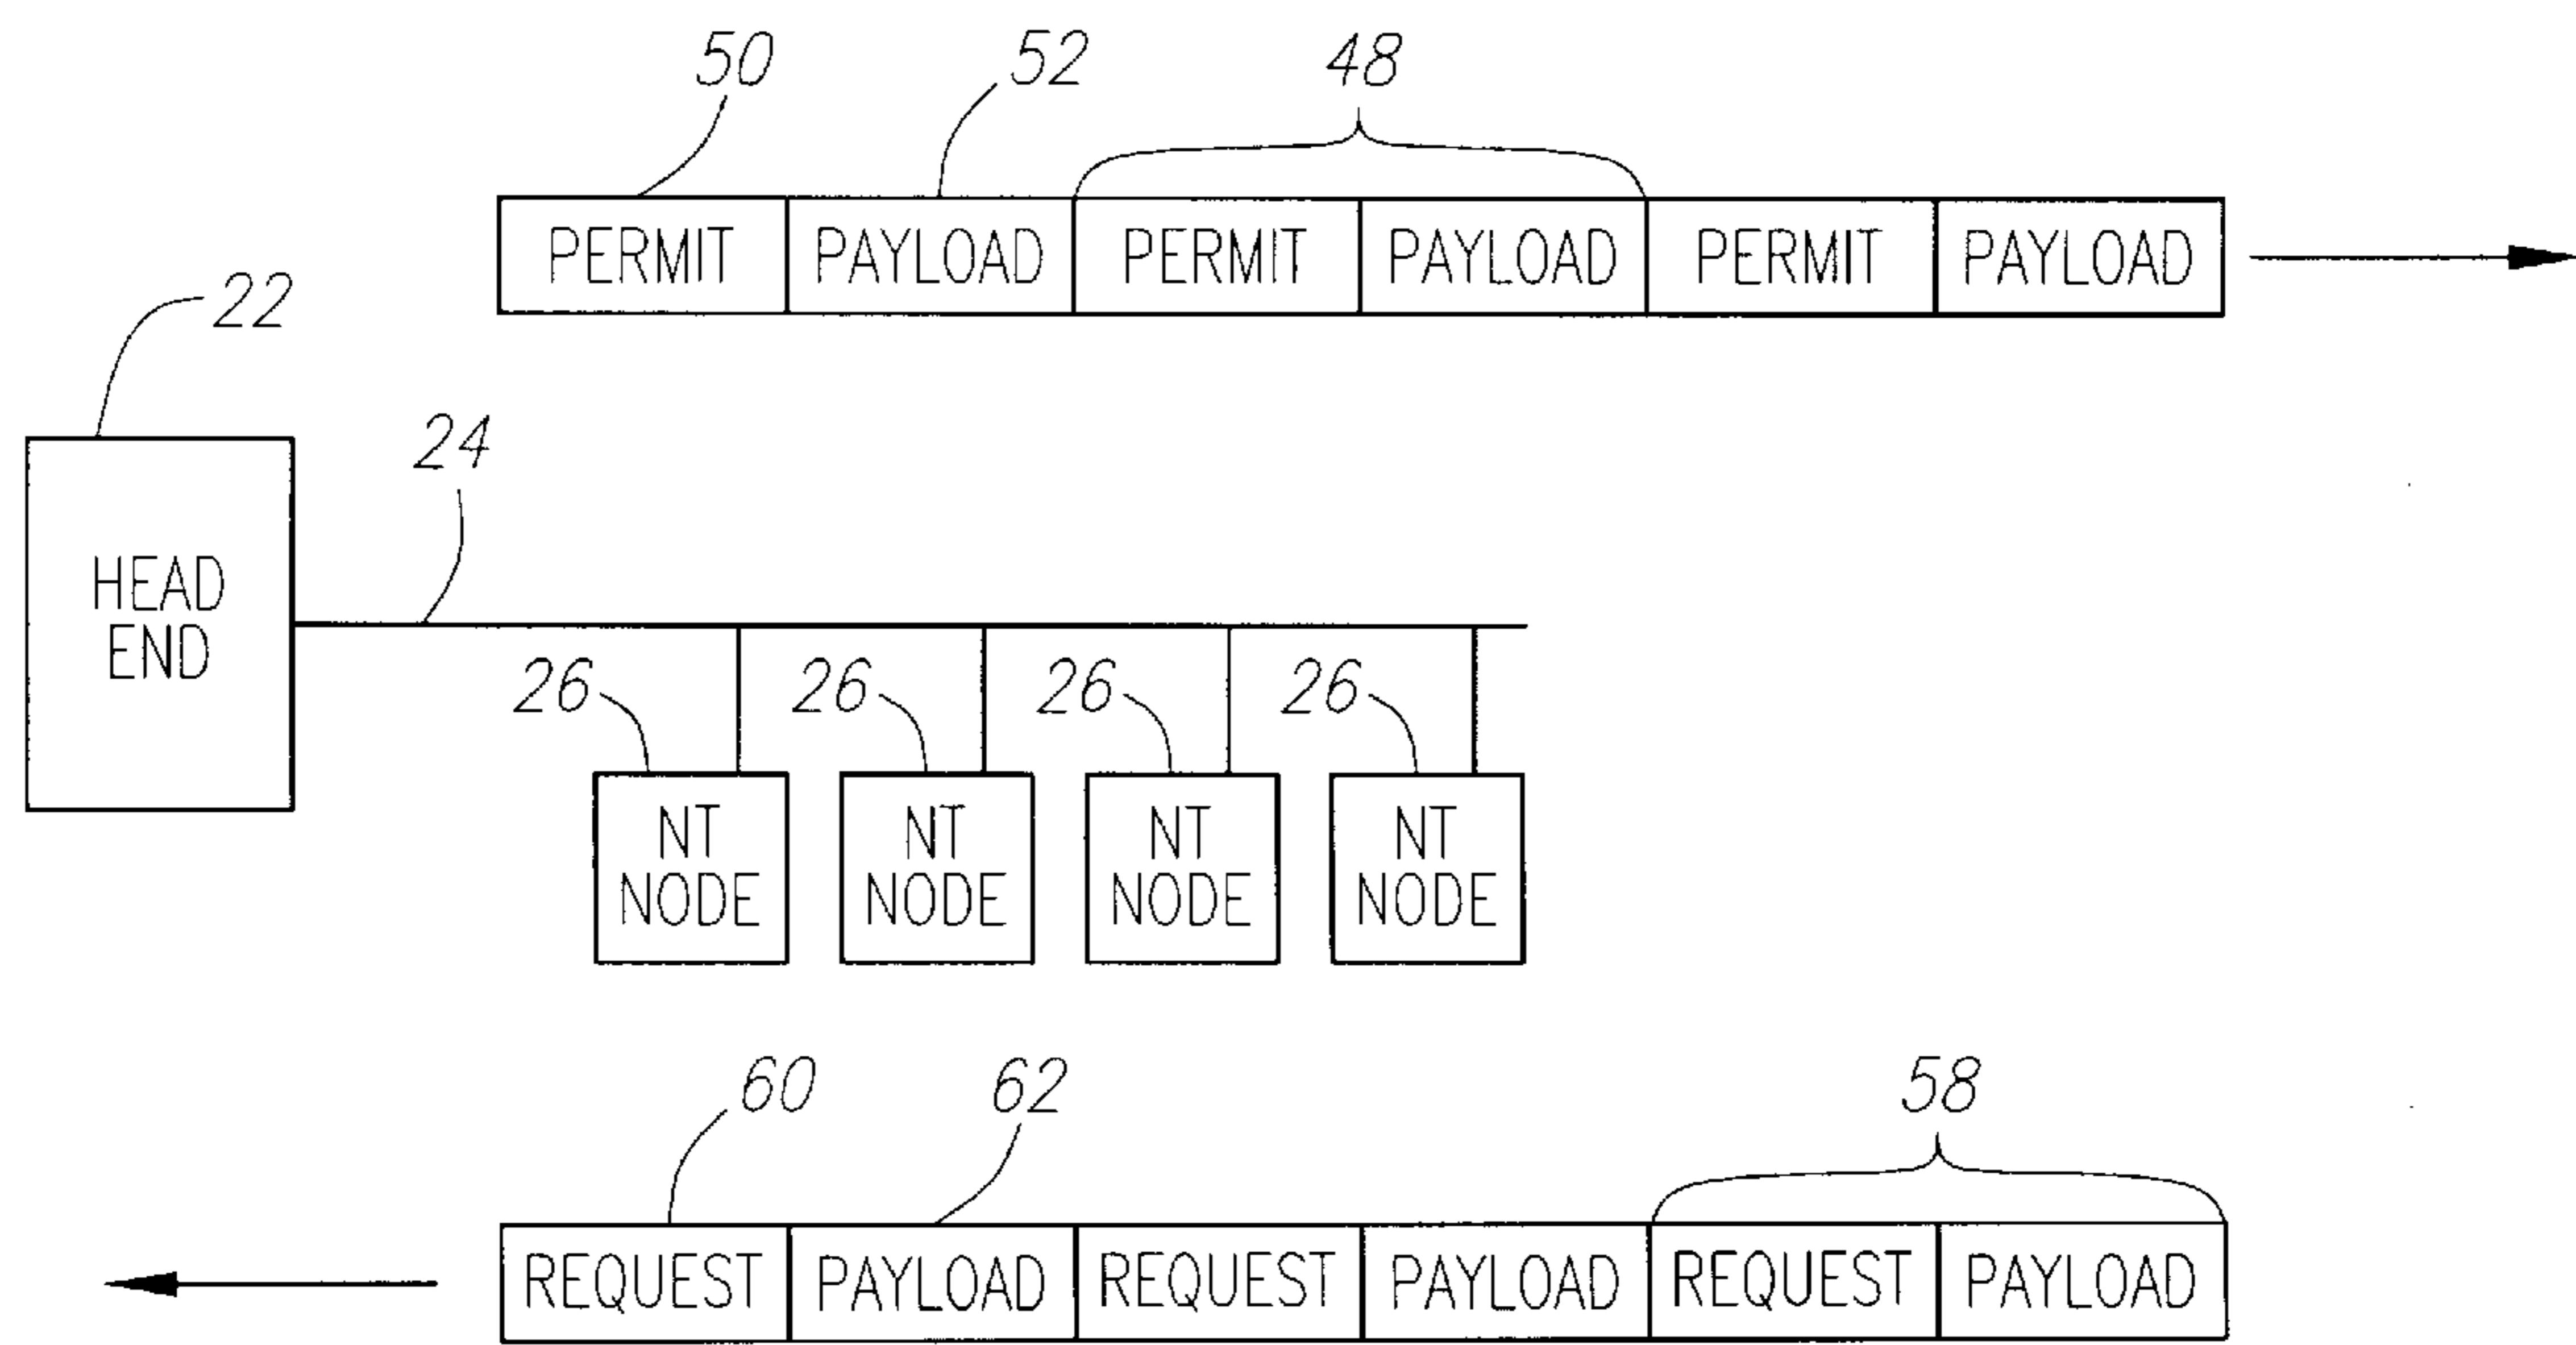 50 52 48
PERMIT PAYLOAD PERMIT PAYLOAD PERMIT PAYLOAD
22
24
HEAD
END
26 26 26 26
NT NT NT NT
NODE NODE NODE NODE
60 62 58
REQUEST PAYLOAD REQUEST PAYLOAD REQUEST PAYLOAD